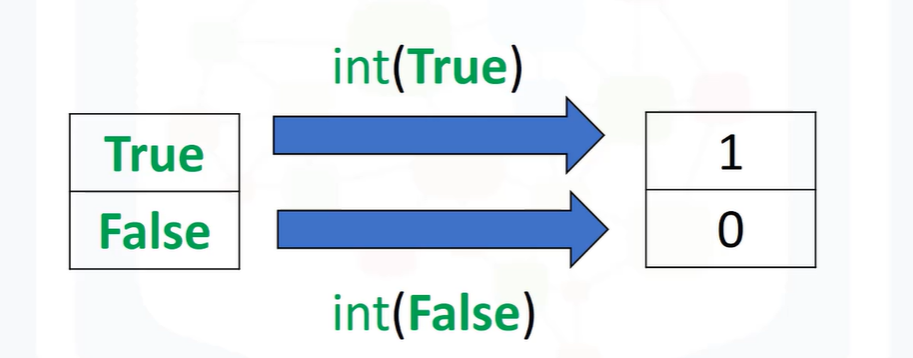 int(True)
True
1
False
0
int(False)